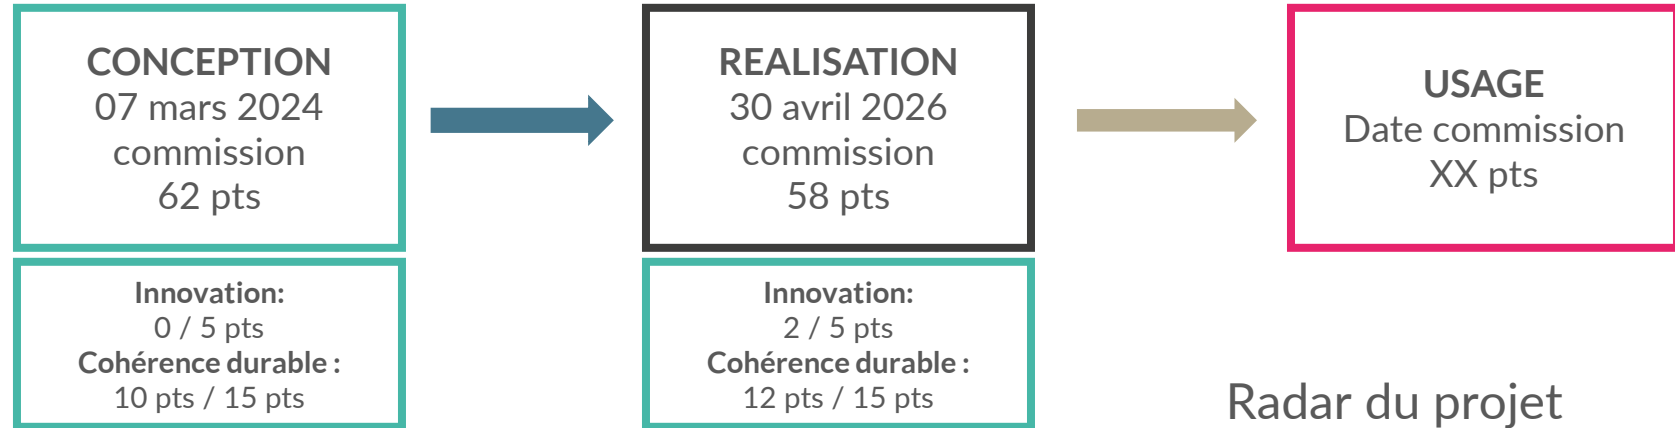 CONCEPTION
07 mars 2024
commission
62 pts
Innovation:
0 / 5 pts
Cohérence durable :
10 pts / 15 pts
REALISATION
30 avril 2026
commission
58 pts
Innovation:
2 / 5 pts
Cohérence durable :
12 pts / 15 pts
USAGE
Date commission
XX pts
Radar du projet